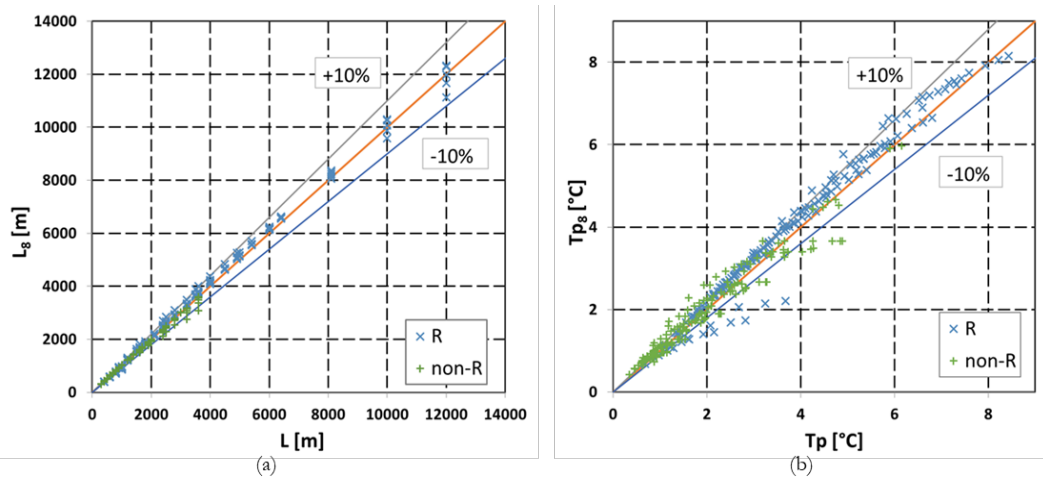 14000
12000
10000
8000
6000
4000
2000
0
L₈ [m]
+10%
-10%
× R
+ non-R
0 2000 4000 6000 8000 10000 12000 14000
L [m]
(a)
8
6
4
2
0
Tp₈ [°C]
+10%
-10%
× R
+ non-R
0 2 4 6 8
Tp [°C]
(b)